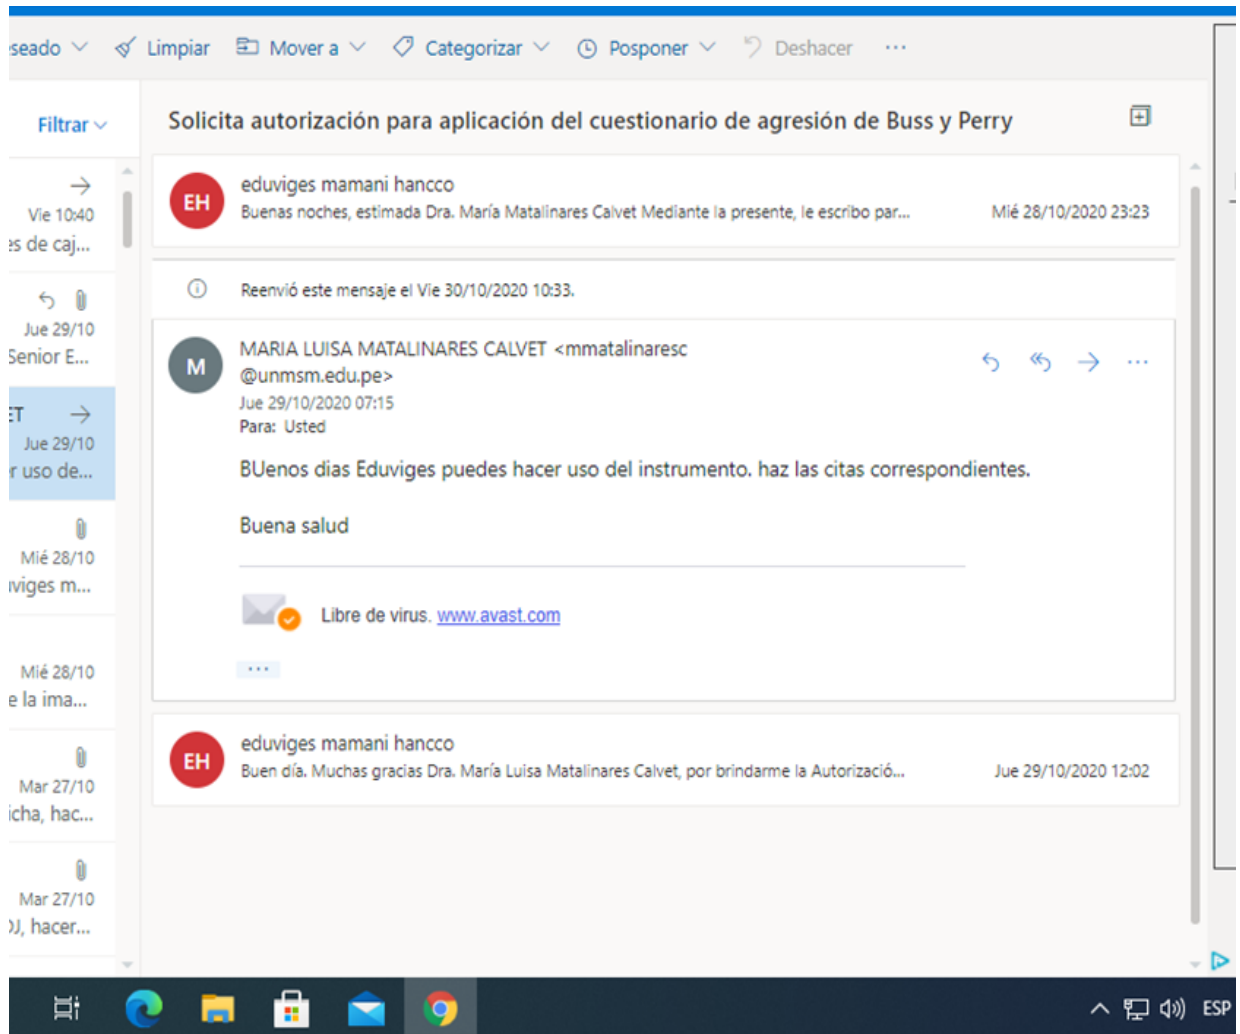 seado Limpiar Mover a Categorizar Posponer Deshacer ...
Filtrar
Solicita autorización para aplicación del cuestionario de agresión de Buss y Perry
Vie 10:40
es de caj...
Jue 29/10
Senior E...
ET
Jue 29/10
r uso de...
Mié 28/10
viges m...
Mié 28/10
e la ima...
Mar 27/10
icha, hac...
Mar 27/10
DJ, hacer...
EH
eduviges mamani hancco
Buenas noches, estimada Dra. María Matalinares Calvet Mediante la presente, le escribo par... Mié 28/10/2020 23:23
Reenvió este mensaje el Vie 30/10/2020 10:33.
M
MARIA LUISA MATALINARES CALVET <mmatalinaresc
@unmsm.edu.pe>
Jue 29/10/2020 07:15
Para: Usted
BUenos dias Eduviges puedes hacer uso del instrumento. haz las citas correspondientes.
Buena salud
Libre de virus. www.avast.com
...
EH
eduviges mamani hancco
Buen día. Muchas gracias Dra. María Luisa Matalinares Calvet, por brindarme la Autorizació... Jue 29/10/2020 12:02
ESP